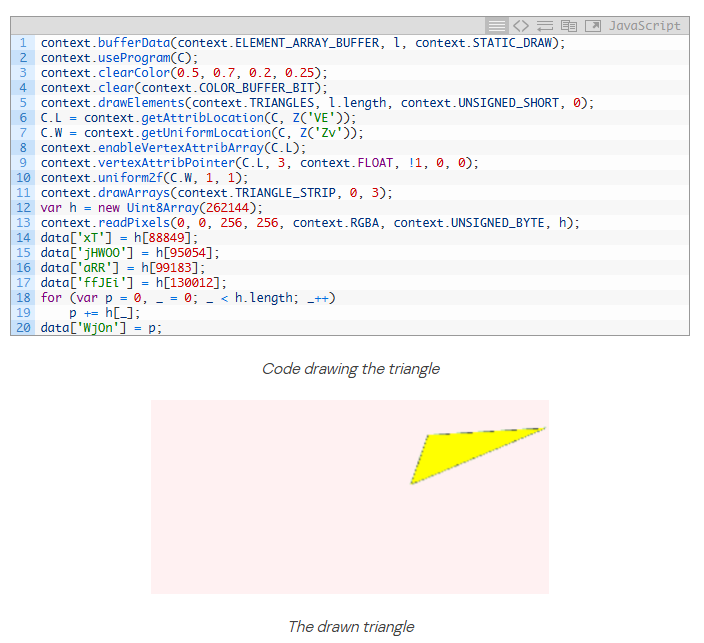 JavaScript
1 context.bufferData(context.ELEMENT_ARRAY_BUFFER, l, context.STATIC_DRAW);
2 context.useProgram(C);
3 context.clearColor(0.5, 0.7, 0.2, 0.25);
4 context.clear(context.COLOR_BUFFER_BIT);
5 context.drawElements(context.TRIANGLES, l.length, context.UNSIGNED_SHORT, 0);
6 C.L = context.getAttribLocation(C, Z('VE'));
7 C.W = context.getUniformLocation(C, Z('Zv'));
8 context.enableVertexAttribArray(C.L);
9 context.vertexAttribPointer(C.L, 3, context.FLOAT, !1, 0, 0);
10 context.uniform2f(C.W, 1, 1);
11 context.drawArrays(context.TRIANGLE_STRIP, 0, 3);
12 var h = new Uint8Array(262144);
13 context.readPixels(0, 0, 256, 256, context.RGBA, context.UNSIGNED_BYTE, h);
14 data['xT'] = h[88849];
15 data['jHWOO'] = h[95054];
16 data['aRR'] = h[99183];
17 data['ffJEi'] = h[130012];
18 for (var p = 0, _ = 0; _ < h.length; _++)
19     p += h[_];
20 data['WjOn'] = p;
Code drawing the triangle
The drawn triangle